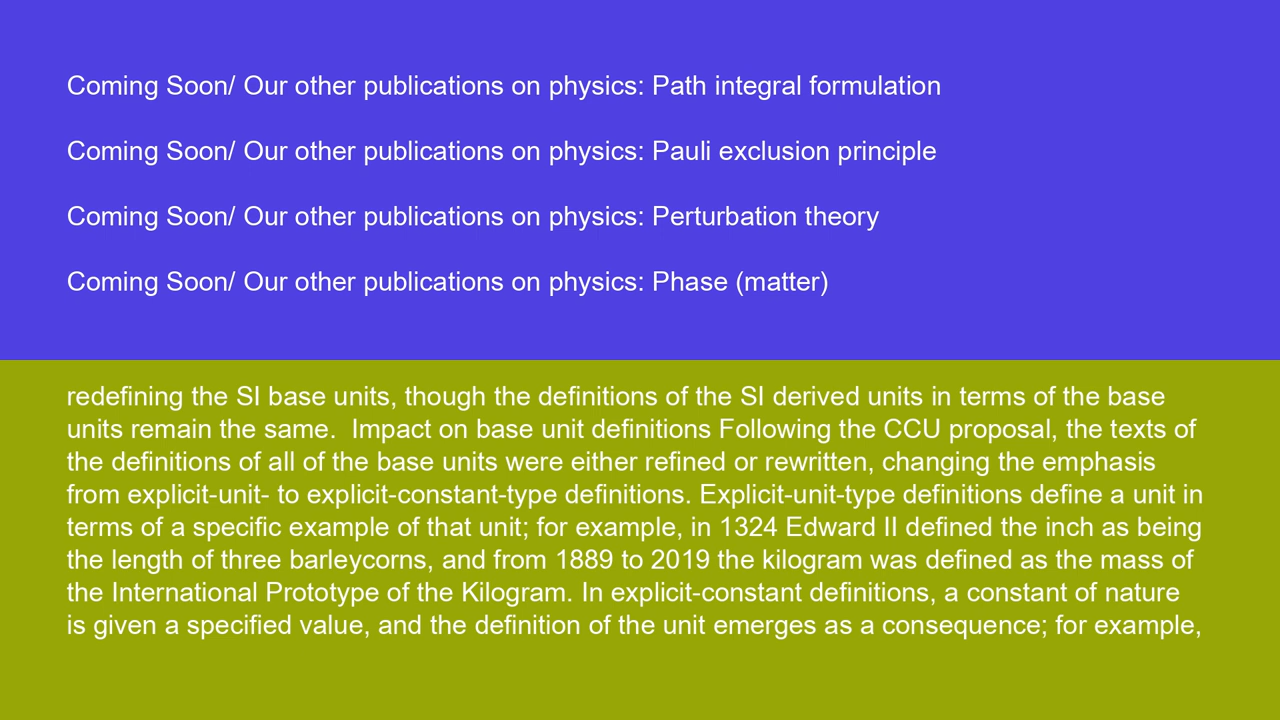 Coming Soon/ Our other publications on physics: Path integral formulation
Coming Soon/ Our other publications on physics: Pauli exclusion principle
Coming Soon/ Our other publications on physics: Perturbation theory
Coming Soon/ Our other publications on physics: Phase (matter)
redefining the SI base units, though the definitions of the SI derived units in terms of the base
units remain the same.  Impact on base unit definitions Following the CCU proposal, the texts of
the definitions of all of the base units were either refined or rewritten, changing the emphasis
from explicit-unit- to explicit-constant-type definitions. Explicit-unit-type definitions define a unit in
terms of a specific example of that unit; for example, in 1324 Edward II defined the inch as being
the length of three barleycorns, and from 1889 to 2019 the kilogram was defined as the mass of
the International Prototype of the Kilogram. In explicit-constant definitions, a constant of nature
is given a specified value, and the definition of the unit emerges as a consequence; for example,